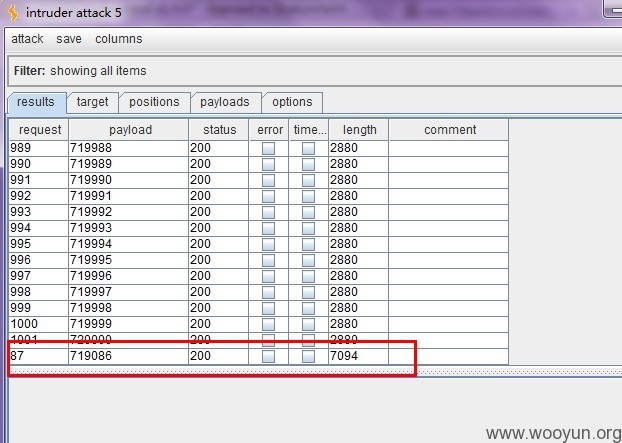 intruder attack 5
attack save columns
Filter: showing all items
results target positions payloads options
request payload status error time... length comment
989 719988 200 2880
990 719989 200 2880
991 719990 200 2880
992 719991 200 2880
993 719992 200 2880
994 719993 200 2880
995 719994 200 2880
996 719995 200 2880
997 719996 200 2880
998 719997 200 2880
999 719998 200 2880
1000 719999 200 2880
1001 720000 200 2880
87 719086 200 7094
www.wooyun.org